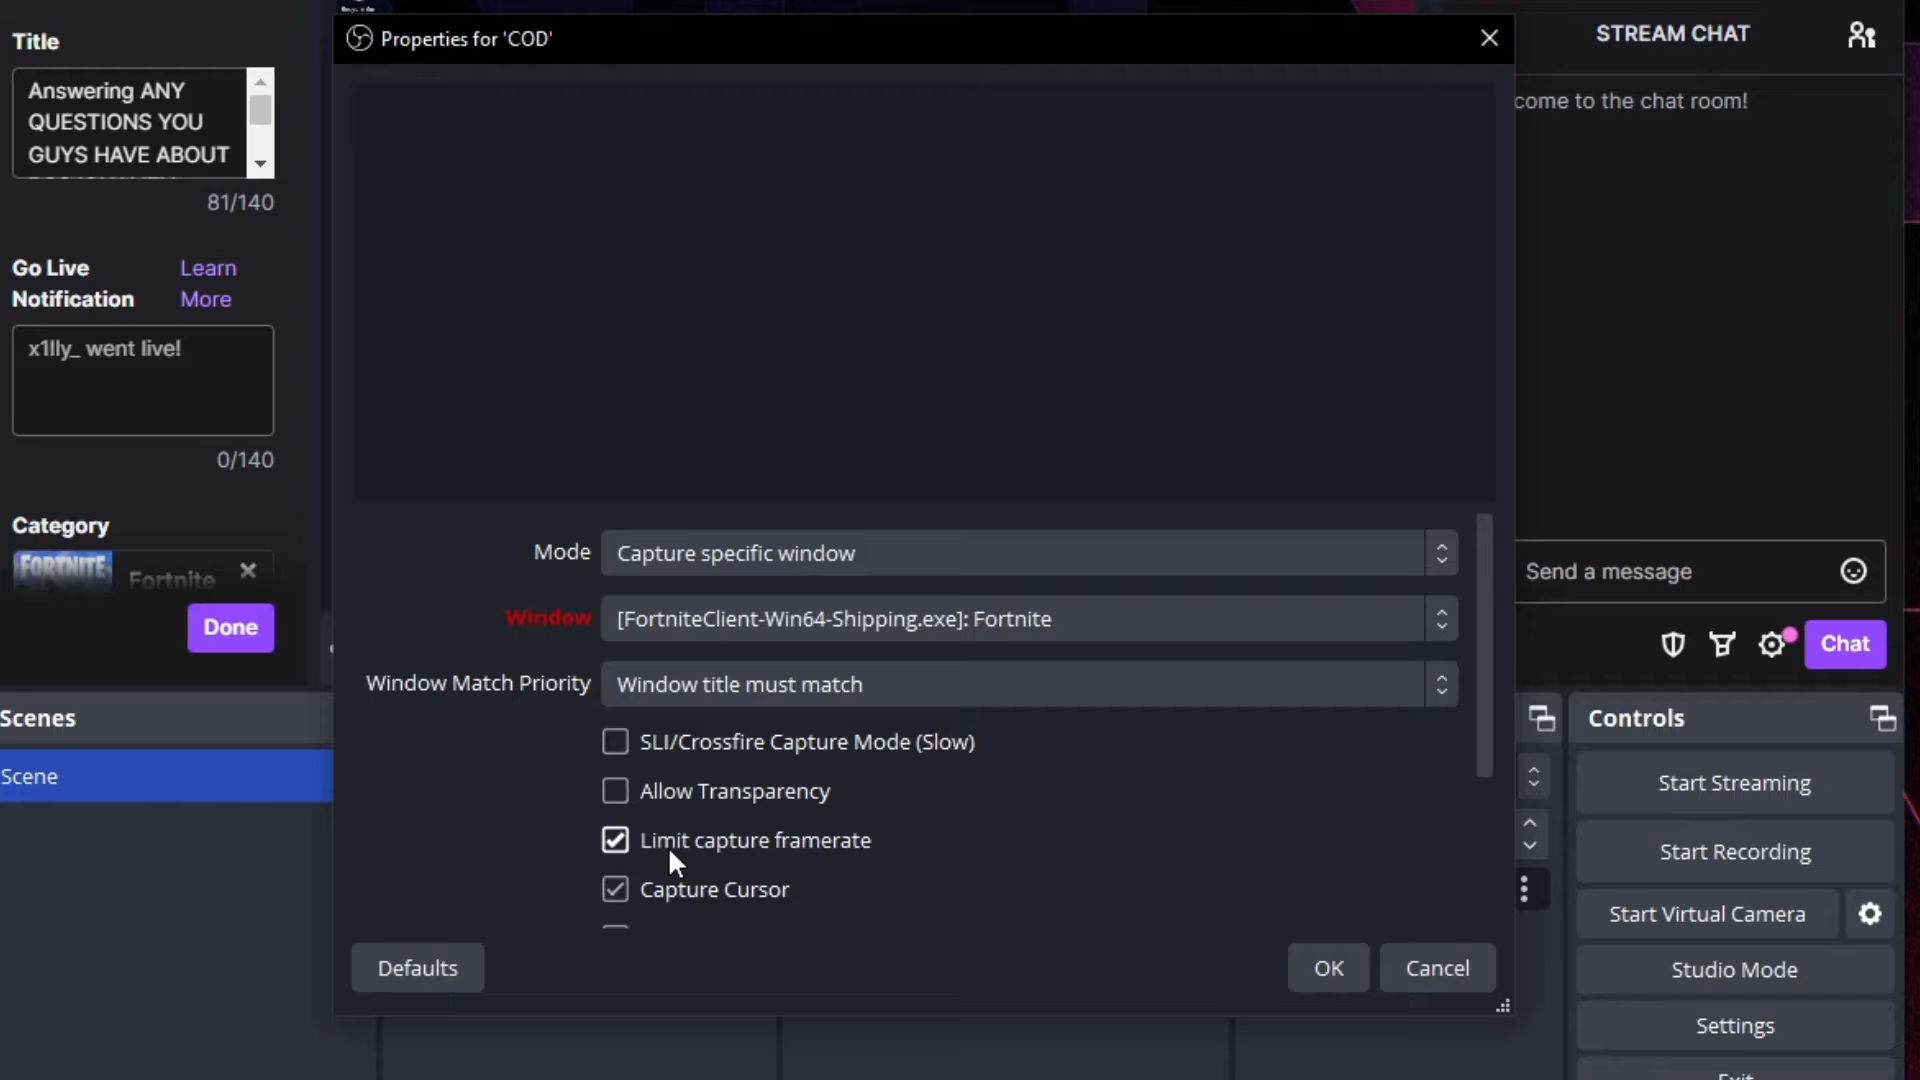 Title
Answering ANY
QUESTIONS YOU
GUYS HAVE ABOUT
81/140
Go Live
Notification
Learn
More
x1lly_ went live!
0/140
Category
FORTNITE
Fortnite
Done
Scenes
Scene
Properties for 'COD'
Mode
Capture specific window
Window
[FortniteClient-Win64-Shipping.exe]: Fortnite
Window Match Priority
Window title must match
SLI/Crossfire Capture Mode (Slow)
Allow Transparency
Limit capture framerate
Capture Cursor
Defaults
OK
Cancel
STREAM CHAT
come to the chat room!
Send a message
Chat
Controls
Start Streaming
Start Recording
Start Virtual Camera
Studio Mode
Settings
Exit